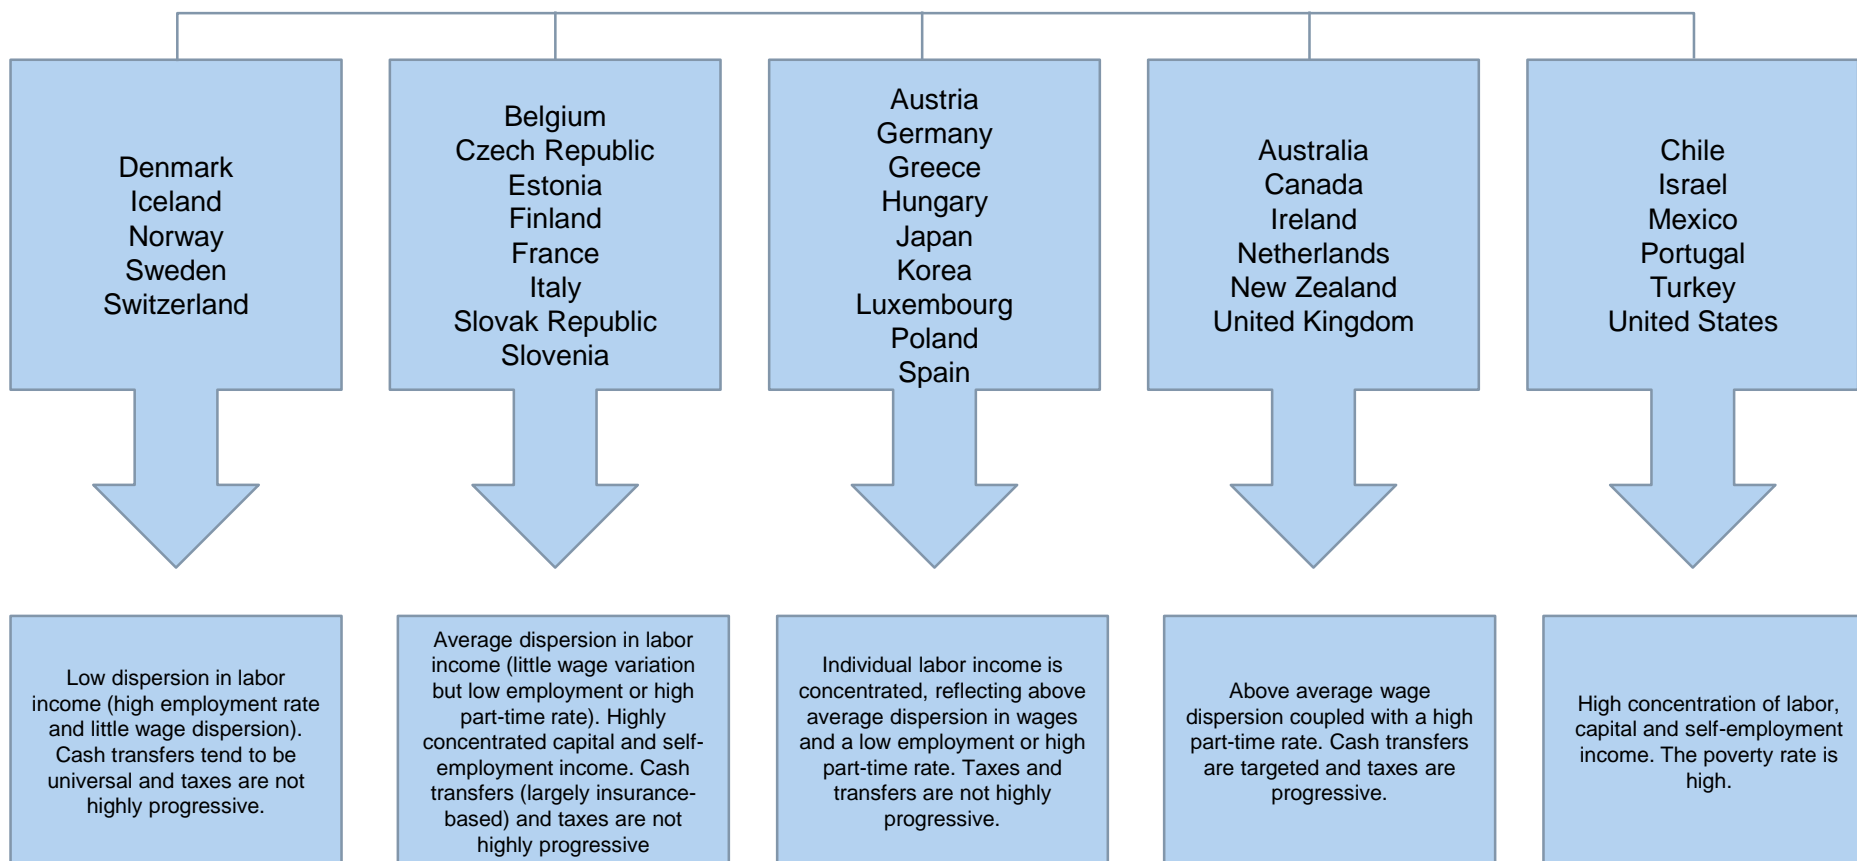 Denmark
Iceland
Norway
Sweden
Switzerland
Belgium
Czech Republic
Estonia
Finland
France
Italy
Slovak Republic
Slovenia
Austria
Germany
Greece
Hungary
Japan
Korea
Luxembourg
Poland
Spain
Australia
Canada
Ireland
Netherlands
New Zealand
United Kingdom
Chile
Israel
Mexico
Portugal
Turkey
United States
Low dispersion in labor
income (high employment rate
and little wage dispersion).
Cash transfers tend to be
universal and taxes are not
highly progressive.
Average dispersion in labor
income (little wage variation
but low employment or high
part-time rate). Highly
concentrated capital and self-
employment income. Cash
transfers (largely insurance-
based) and taxes are not
highly progressive
Individual labor income is
concentrated, reflecting above
average dispersion in wages
and a low employment or high
part-time rate. Taxes and
transfers are not highly
progressive.
Above average wage
dispersion coupled with a high
part-time rate. Cash transfers
are targeted and taxes are
progressive.
High concentration of labor,
capital and self-employment
income. The poverty rate is
high.